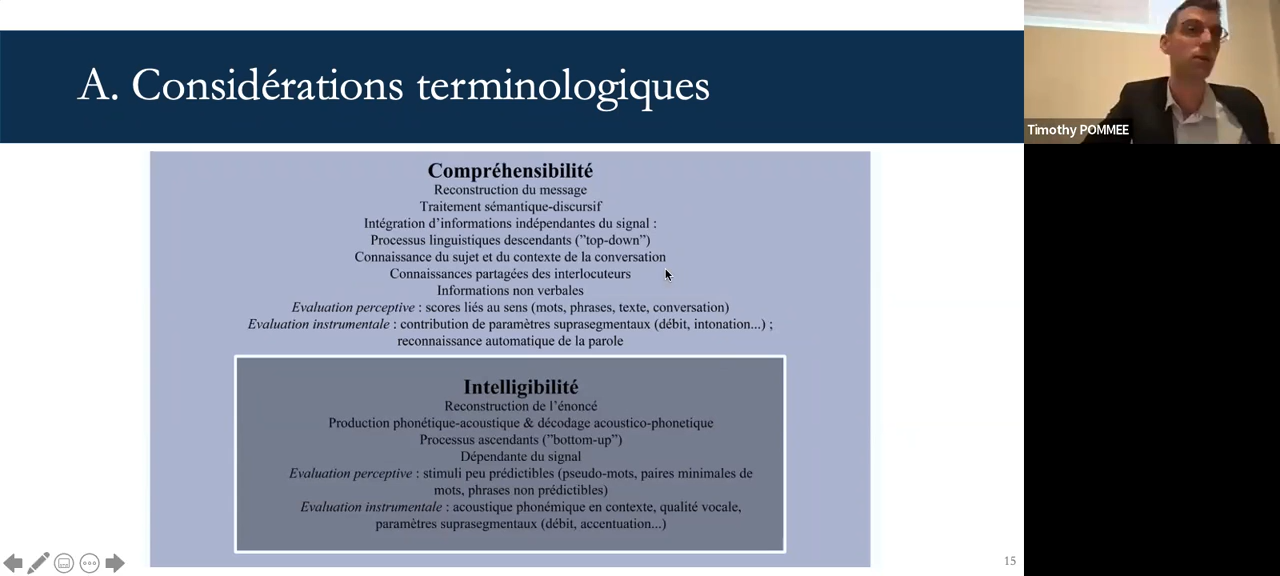 A. Considérations terminologiques
Timothy POMMEE
Compréhensibilité
Reconstruction du message
Traitement sémantique-discursif
Intégration d’informations indépendantes du signal :
Processus linguistiques descendants (”top-down”)
Connaissance du sujet et du contexte de la conversation
Connaissances partagées des interlocuteurs
Informations non verbales
Evaluation perceptive : scores liés au sens (mots, phrases, texte, conversation)
Evaluation instrumentale : contribution de paramètres suprasegmentaux (débit, intonation...) ;
reconnaissance automatique de la parole
Intelligibilité
Reconstruction de l’énoncé
Production phonétique-acoustique & décodage acoustico-phonetique
Processus ascendants (”bottom-up”)
Dépendante du signal
Evaluation perceptive : stimuli peu prédictibles (pseudo-mots, paires minimales de
mots, phrases non prédictibles)
Evaluation instrumentale : acoustique phonémique en contexte, qualité vocale,
paramètres suprasegmentaux (débit, accentuation...)
15